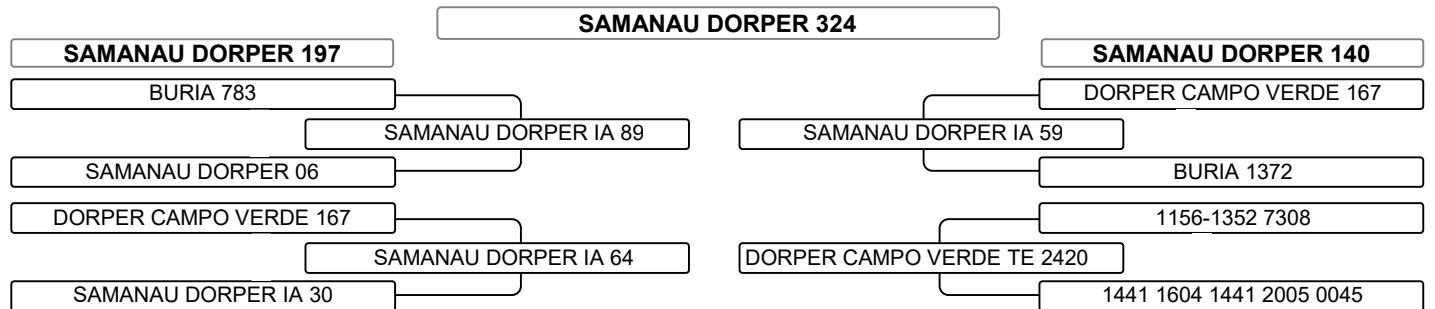 SAMANAU DORPER 324
SAMANAU DORPER 197
SAMANAU DORPER 140
BURIA 783
DORPER CAMPO VERDE 167
SAMANAU DORPER IA 89
SAMANAU DORPER IA 59
SAMANAU DORPER 06
BURIA 1372
DORPER CAMPO VERDE 167
1156-1352 7308
SAMANAU DORPER IA 64
DORPER CAMPO VERDE TE 2420
SAMANAU DORPER IA 30
1441 1604 1441 2005 0045